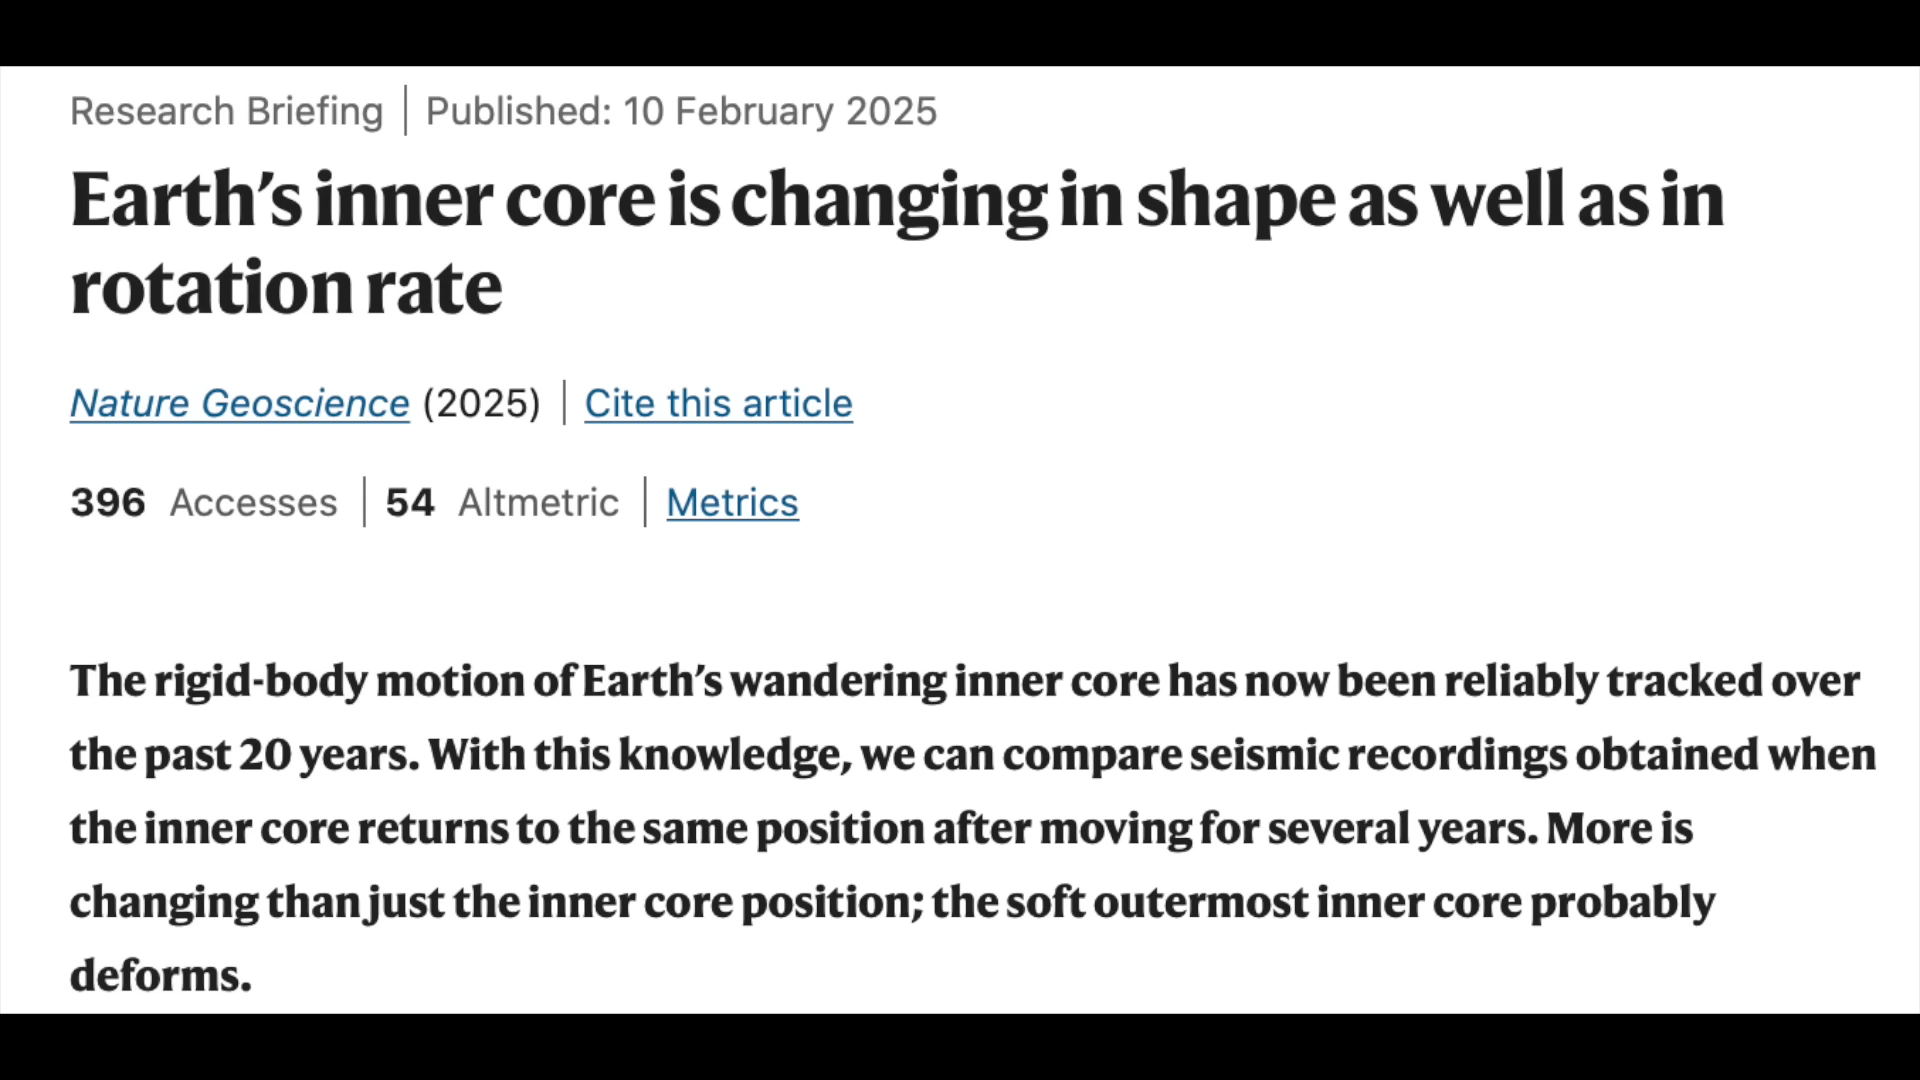 Research Briefing | Published: 10 February 2025
Earth’s inner core is changing in shape as well as in
rotation rate
Nature Geoscience (2025) | Cite this article
396 Accesses | 54 Altmetric | Metrics
The rigid-body motion of Earth’s wandering inner core has now been reliably tracked over
the past 20 years. With this knowledge, we can compare seismic recordings obtained when
the inner core returns to the same position after moving for several years. More is
changing than just the inner core position; the soft outermost inner core probably
deforms.